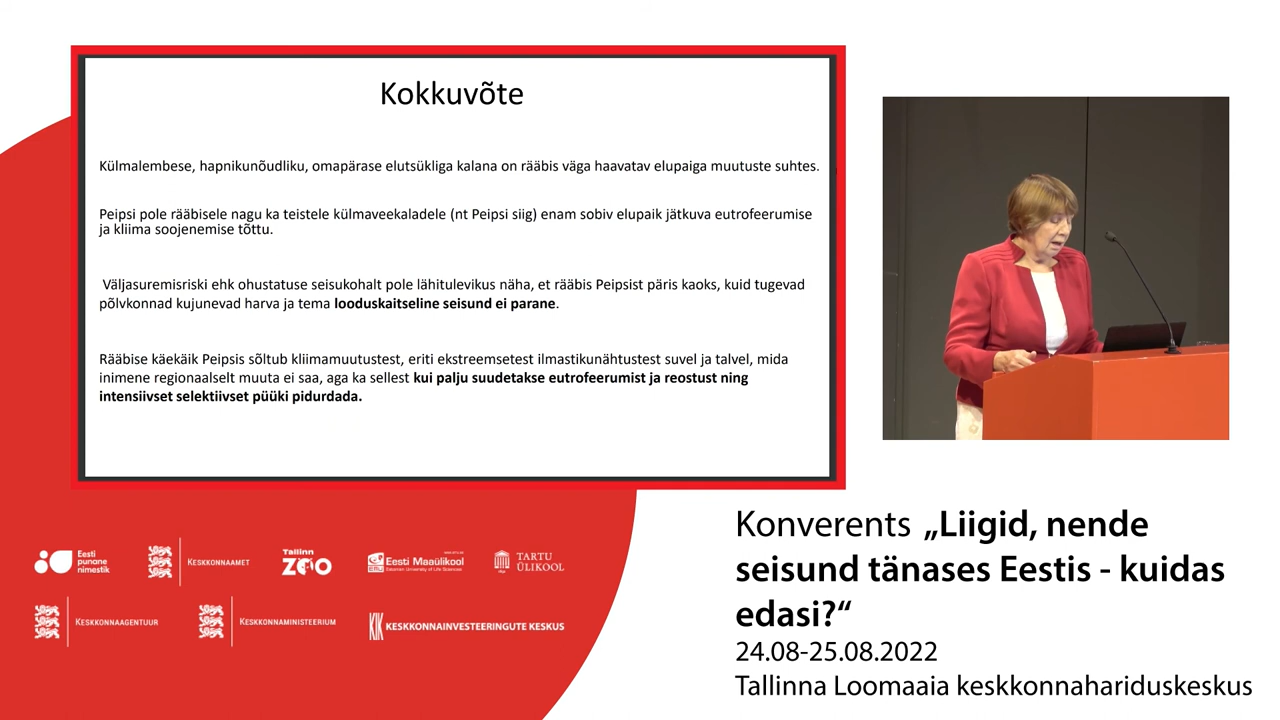 Kokkuvõte
Külmalembese, hapnikunõudliku, omapärase elutsükliga kalana on rääbis väga haavatav elupaiga muutuste suhtes.
Peipsi pole rääbisele nagu ka teistele külmaveekaladele (nt Peipsi siig) enam sobiv elupaik jätkuva eutrofeerumise
ja kliima soojenemise tõttu.
Väljasuremisriski ehk ohustatuse seisukohalt pole lähitulevikus näha, et rääbis Peipsist päris kaoks, kuid tugevad
põlvkonnad kujunevad harva ja tema looduskaitseline seisund ei parane.
Rääbise käekäik Peipsis sõltub kliimamuutustest, eriti ekstreemsetest ilmastikunähtustest suvel ja talvel, mida
inimene regionaalselt muuta ei saa, aga ka sellest kui palju suudetakse eutrofeerumist ja reostust ning
intensiivset selektiivset püüki pidurdada.
Konverents „Liigid, nende
seisund tänases Eestis - kuidas
edasi?“
24.08-25.08.2022
Tallinna Loomaaia keskkonnahariduskeskus
Eesti
punane
nimestik
KESKKONNAAMET
Tallinn
ZOO
www.emu.ee
EMÜ
Eesti Maaülikool
Estonian University of Life Sciences
TARTU
ÜLIKOOL
KESKKONNAAGENTUUR
KESKKONNAMINISTEERIUM
KIK KESKKONNAINVESTEERINGUTE KESKUS